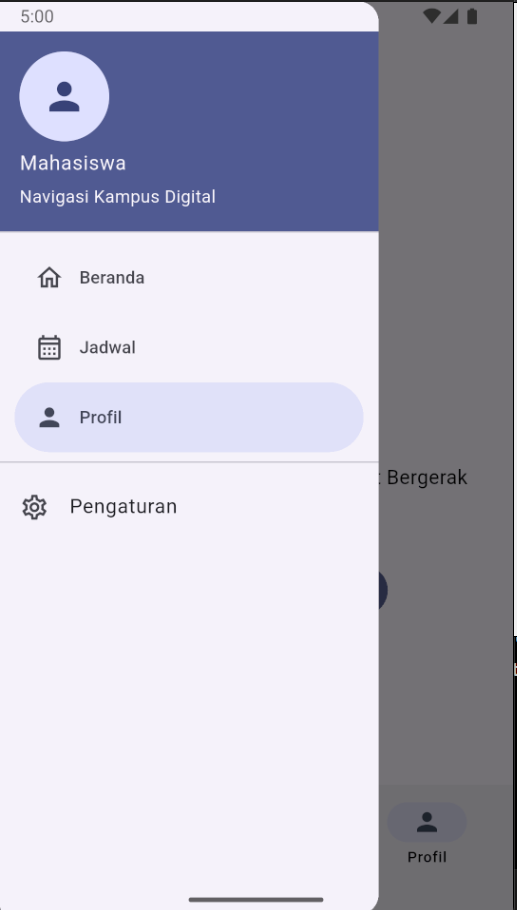 5:00
Mahasiswa
Navigasi Kampus Digital
Beranda
Jadwal
Profil
Bergerak
Pengaturan
Profil